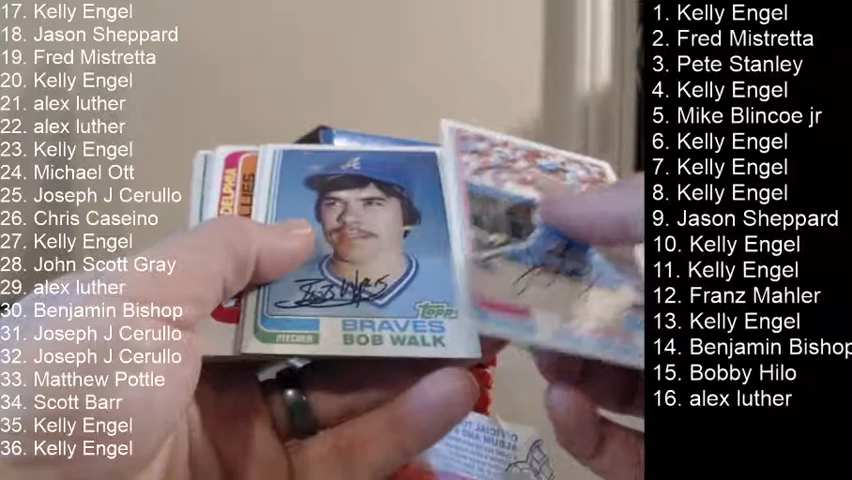 17. Kelly Engel
18. Jason Sheppard
19. Fred Mistretta
20. Kelly Engel
21. alex luther
22. alex luther
23. Kelly Engel
24. Michael Ott
25. Joseph J Cerullo
26. Chris Caseino
27. Kelly Engel
28. John Scott Gray
29. alex luther
30. Benjamin Bishop
31. Joseph J Cerullo
32. Joseph J Cerullo
33. Matthew Pottle
34. Scott Barr
35. Kelly Engel
36. Kelly Engel
Bob Walk
TOPPS
BRAVES
PITCHER
BOB WALK
1. Kelly Engel
2. Fred Mistretta
3. Pete Stanley
4. Kelly Engel
5. Mike Blincoe jr
6. Kelly Engel
7. Kelly Engel
8. Kelly Engel
9. Jason Sheppard
10. Kelly Engel
11. Kelly Engel
12. Franz Mahler
13. Kelly Engel
14. Benjamin Bishop
15. Bobby Hilo
16. alex luther